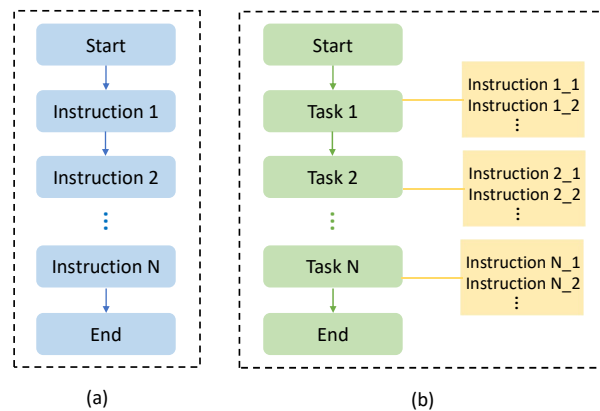 Start
Instruction 1
Instruction 2
⋮
Instruction N
End
(a)
Start
Task 1
Task 2
⋮
Task N
End
Instruction 1_1
Instruction 1_2
⋮
Instruction 2_1
Instruction 2_2
⋮
Instruction N_1
Instruction N_2
⋮
(b)